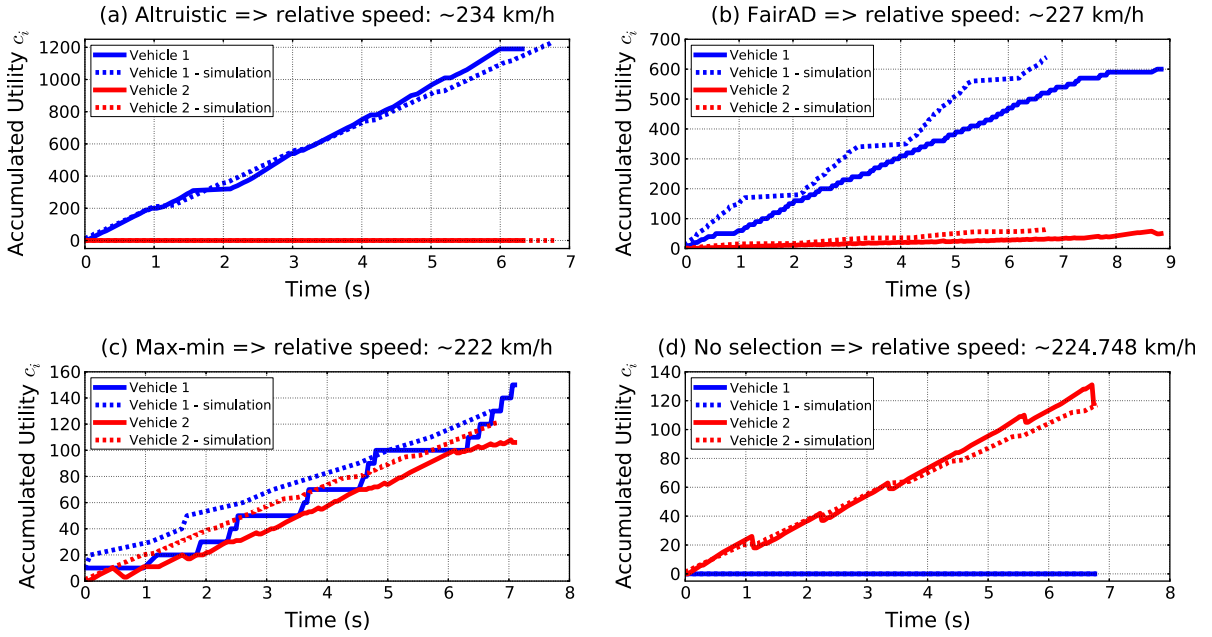 (a) Altruistic => relative speed: ~234 km/h
Accumulated Utility c_i
1200
1000
800
600
400
200
0
Vehicle 1
Vehicle 1 - simulation
Vehicle 2
Vehicle 2 - simulation
0 1 2 3 4 5 6 7
Time (s)
(b) FairAD => relative speed: ~227 km/h
Accumulated Utility c_i
700
600
500
400
300
200
100
0
Vehicle 1
Vehicle 1 - simulation
Vehicle 2
Vehicle 2 - simulation
0 1 2 3 4 5 6 7 8 9
Time (s)
(c) Max-min => relative speed: ~222 km/h
Accumulated Utility c_i
160
140
120
100
80
60
40
20
0
Vehicle 1
Vehicle 1 - simulation
Vehicle 2
Vehicle 2 - simulation
0 1 2 3 4 5 6 7 8
Time (s)
(d) No selection => relative speed: ~224.748 km/h
Accumulated Utility c_i
140
120
100
80
60
40
20
0
Vehicle 1
Vehicle 1 - simulation
Vehicle 2
Vehicle 2 - simulation
0 1 2 3 4 5 6 7 8
Time (s)